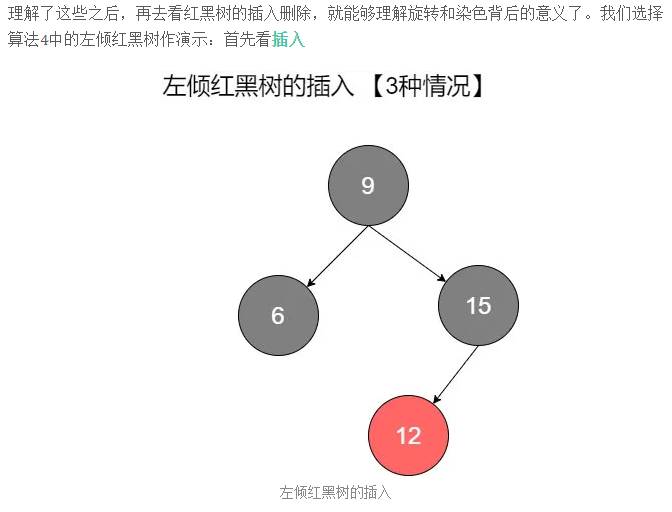 理解了这些之后，再去看红黑树的插入删除，就能够理解旋转和染色背后的意义了。我们选择
算法4中的左倾红黑树作演示：首先看插入
左倾红黑树的插入 【3种情况】
9
6
15
12
左倾红黑树的插入